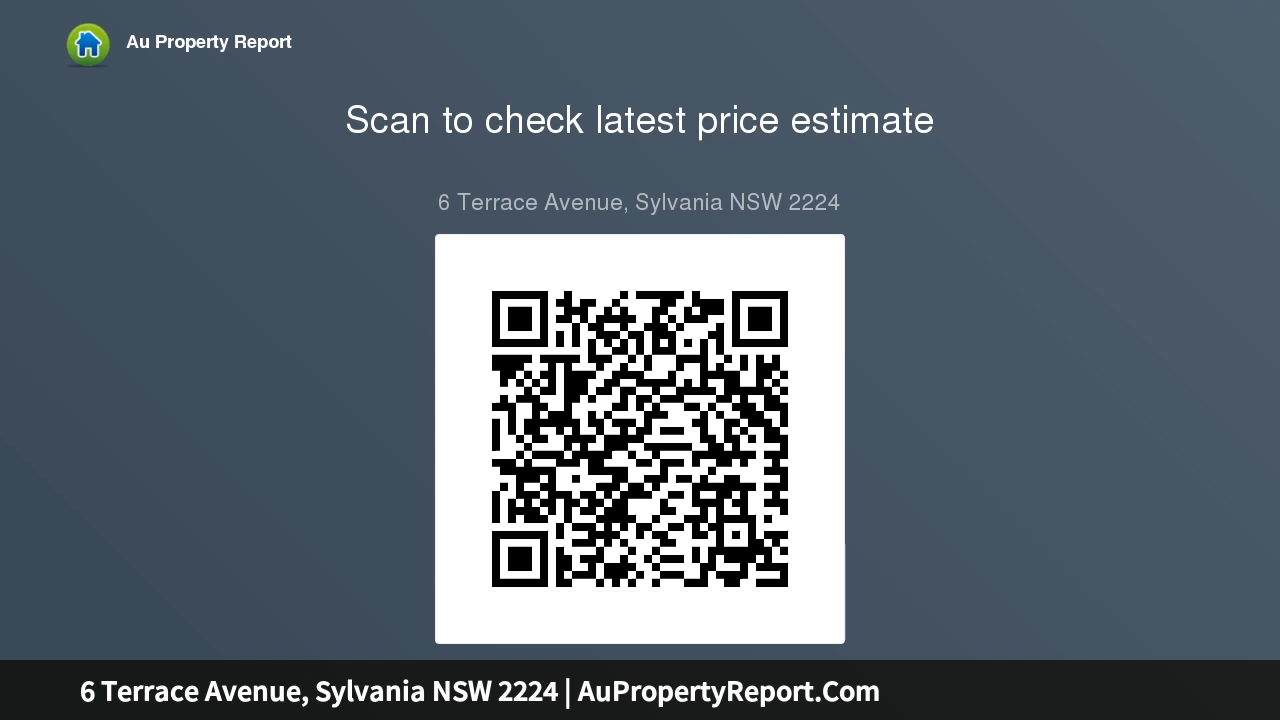 Au Property Report
Scan to check latest price estimate
6 Terrace Avenue, Sylvania NSW 2224
6 Terrace Avenue, Sylvania NSW 2224 | AuPropertyReport.Com